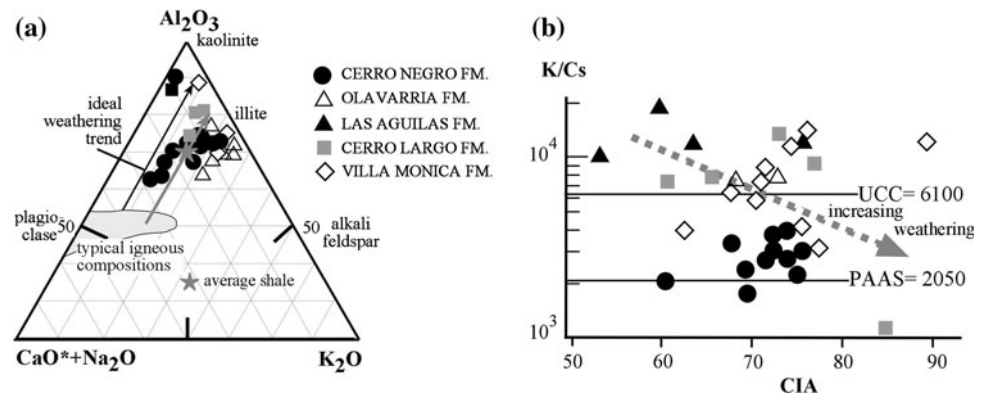 (a)
Al2O3
kaolinite
ideal
weathering
trend
illite
plagio-
clase
50
50
alkali
feldspar
typical igneous
compositions
average shale
CaO*+Na2O
K2O
CERRO NEGRO FM.
OLAVARRIA FM.
LAS AGUILAS FM.
CERRO LARGO FM.
VILLA MONICA FM.
(b)
K/Cs
10^4
UCC= 6100
increasing
weathering
PAAS= 2050
10^3
50 60 70 80 90
CIA